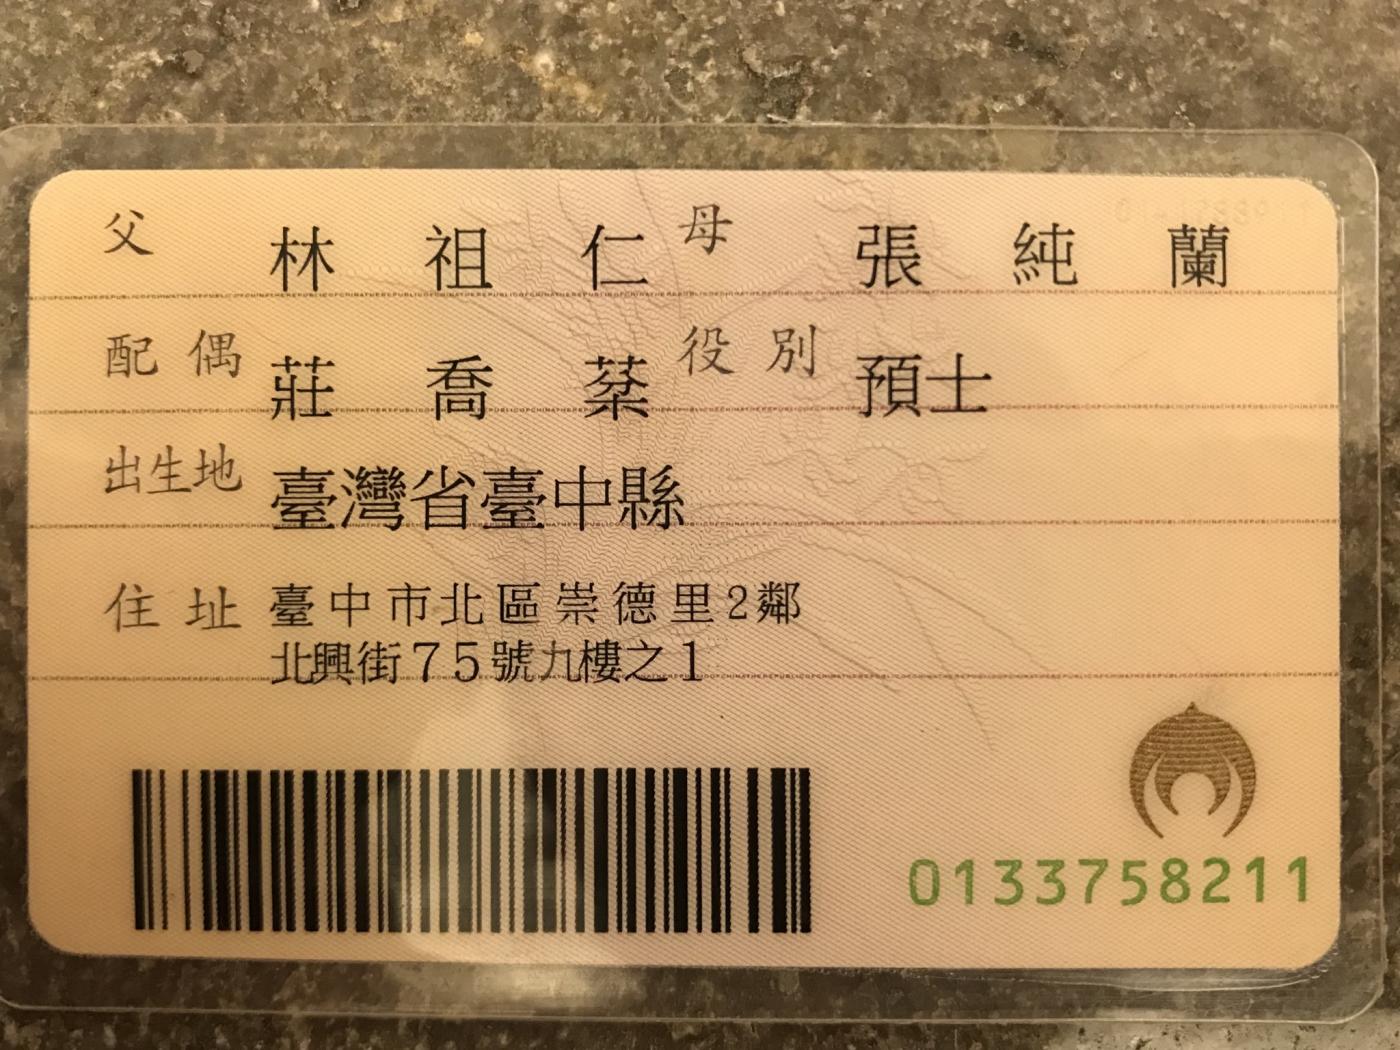 父 林祖仁 母 張純蘭
配偶 莊喬棻 役別 預士
出生地 臺灣省臺中縣
住址 臺中市北區崇德里2鄰
北興街75號九樓之1
0133758211